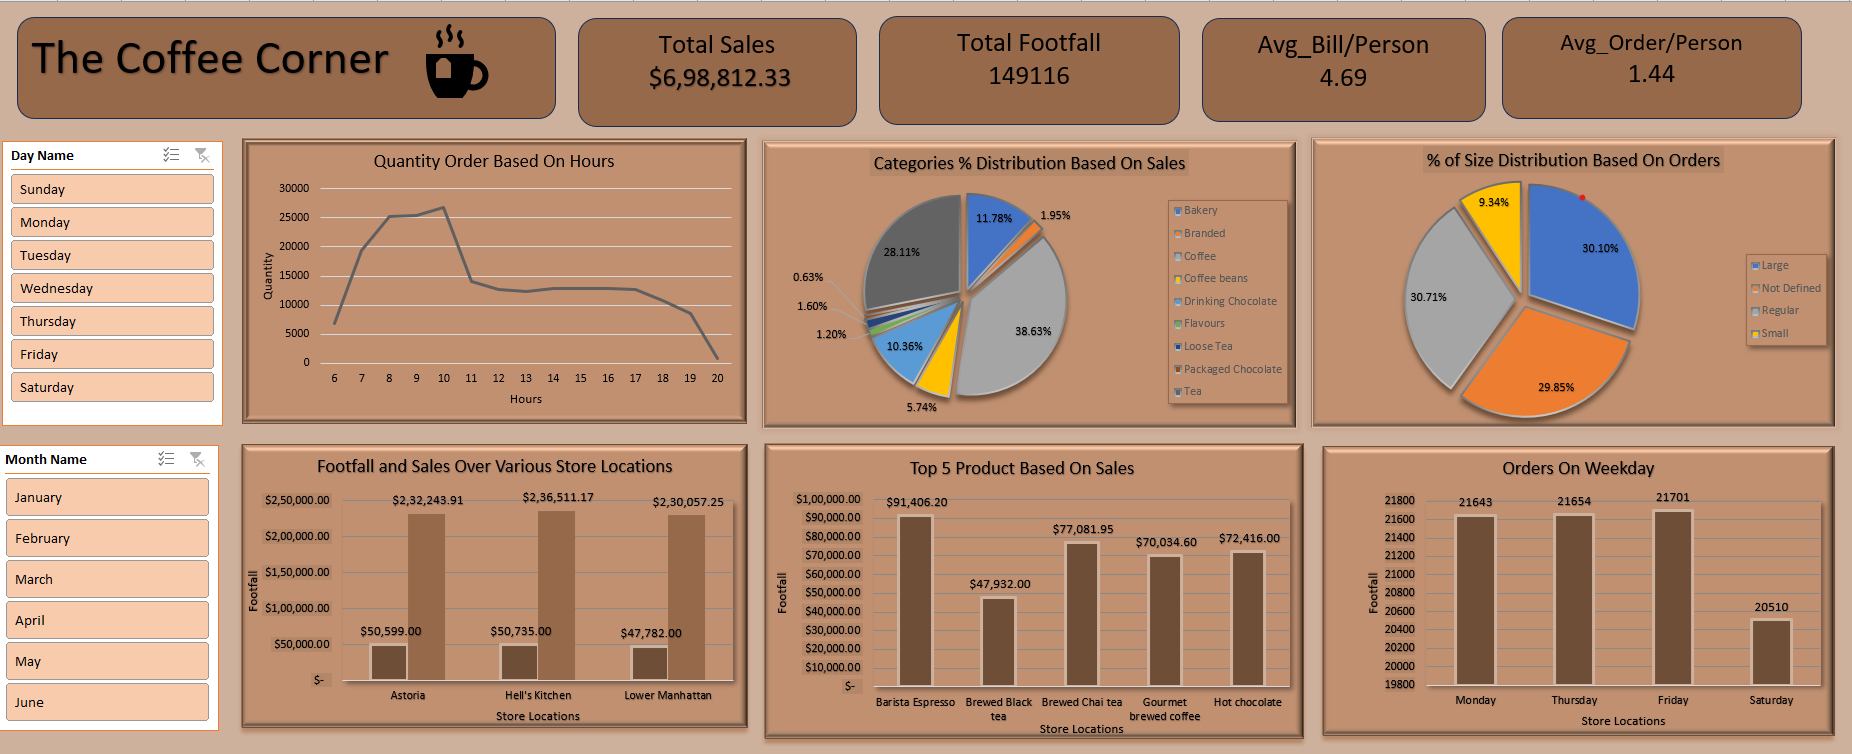 The Coffee Corner
Total Sales
$6,98,812.33
Total Footfall
149116
Avg_Bill/Person
4.69
Avg_Order/Person
1.44
Day Name
Sunday
Monday
Tuesday
Wednesday
Thursday
Friday
Saturday
Quantity Order Based On Hours
30000
25000
20000
15000
10000
5000
0
Quantity
6 7 8 9 10 11 12 13 14 15 16 17 18 19 20
Hours
Categories % Distribution Based On Sales
11.78%
1.95%
28.11%
0.63%
1.60%
1.20%
10.36%
5.74%
38.63%
Bakery
Branded
Coffee
Coffee beans
Drinking Chocolate
Flavours
Loose Tea
Packaged Chocolate
Tea
% of Size Distribution Based On Orders
9.34%
30.10%
30.71%
29.85%
Large
Not Defined
Regular
Small
Month Name
January
February
March
April
May
June
Footfall and Sales Over Various Store Locations
$2,50,000.00
$2,00,000.00
$1,50,000.00
$1,00,000.00
$50,000.00
$-
Footfall
$2,32,243.91
$2,36,511.17
$2,30,057.25
$50,599.00
$50,735.00
$47,782.00
Astoria
Hell's Kitchen
Lower Manhattan
Store Locations
Top 5 Product Based On Sales
$1,00,000.00
$90,000.00
$80,000.00
$70,000.00
$60,000.00
$50,000.00
$40,000.00
$30,000.00
$20,000.00
$10,000.00
$-
Footfall
$91,406.20
$47,932.00
$77,081.95
$70,034.60
$72,416.00
Barista Espresso
Brewed Black
tea
Brewed Chai tea
Gourmet
brewed coffee
Hot chocolate
Store Locations
Orders On Weekday
21800
21600
21400
21200
21000
20800
20600
20400
20200
20000
19800
Footfall
21643
21654
21701
20510
Monday
Thursday
Friday
Saturday
Store Locations